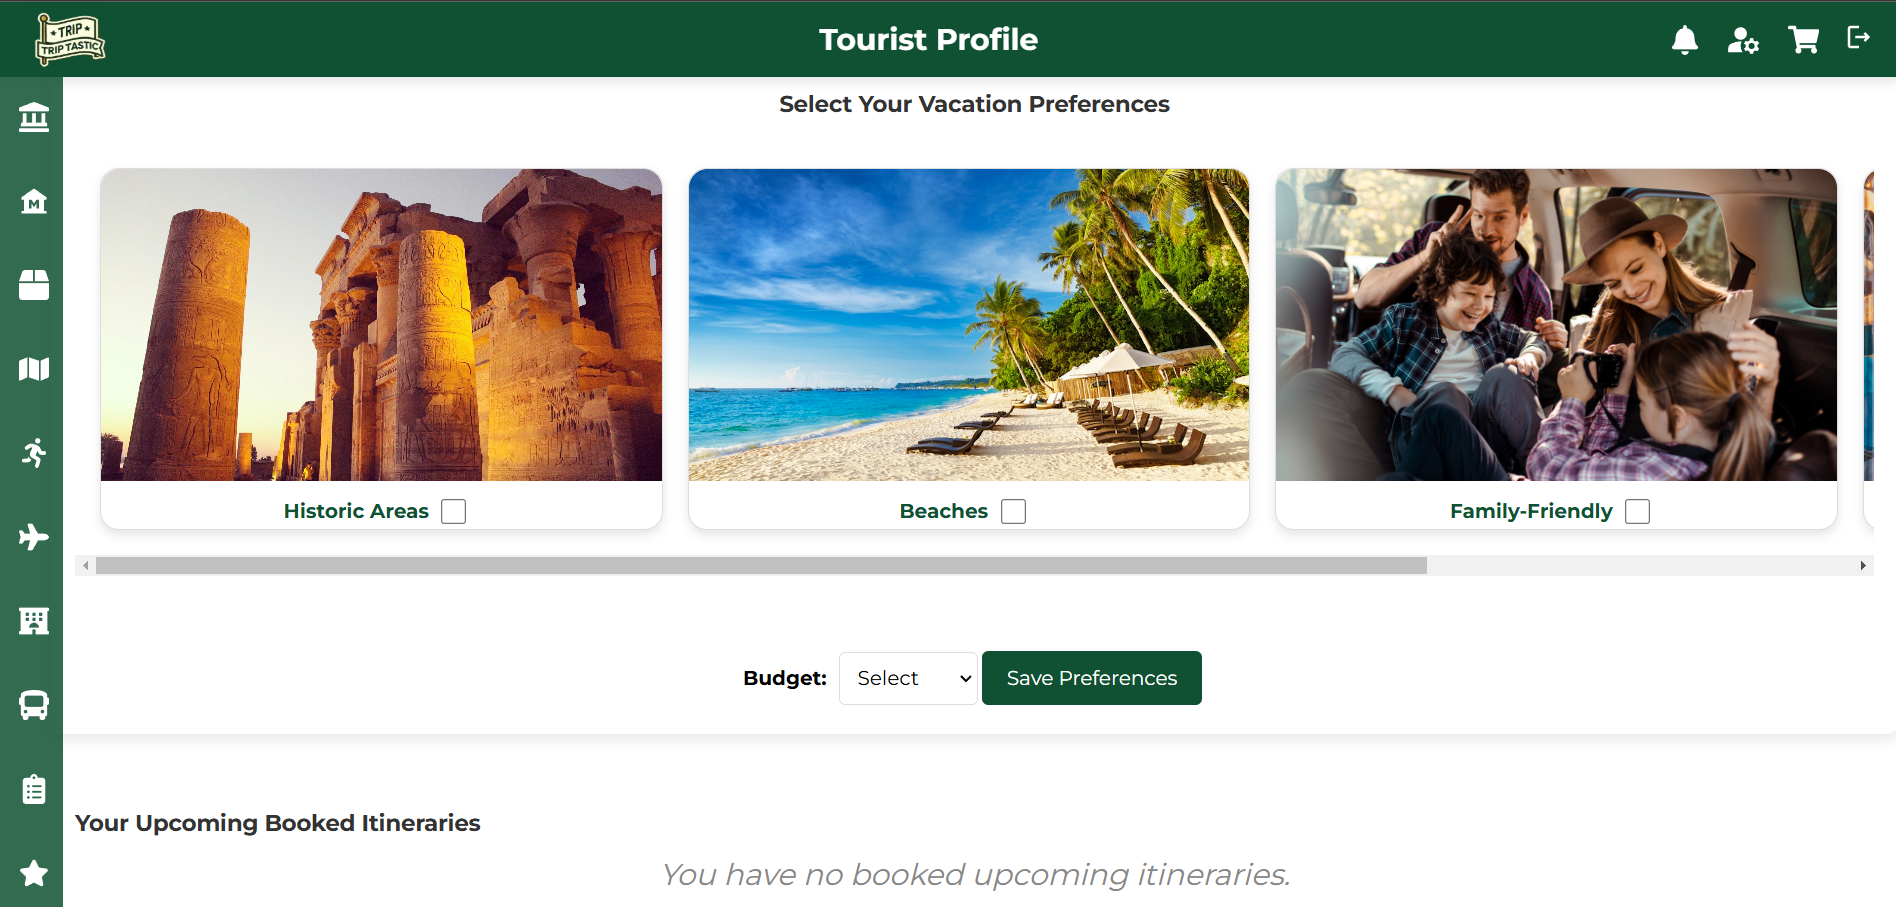 TRIP
TRIP TASTIC
Tourist Profile
Select Your Vacation Preferences
M
Historic Areas
Beaches
Family-Friendly
Budget:
Select
Save Preferences
Your Upcoming Booked Itineraries
You have no booked upcoming itineraries.